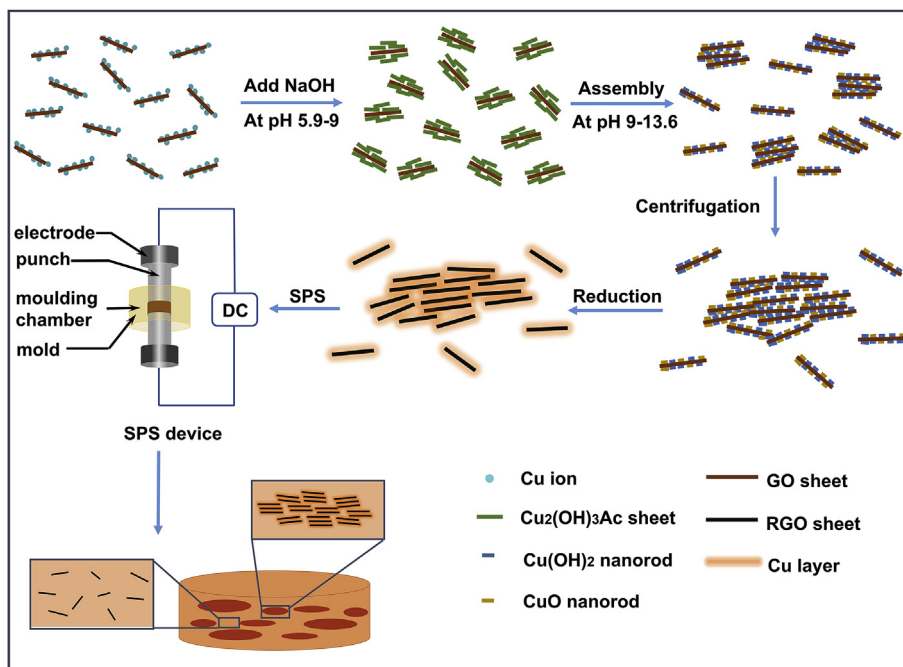 Add NaOH
At pH 5.9-9
Assembly
At pH 9-13.6
Centrifugation
electrode
punch
moulding
chamber
mold
DC
SPS
Reduction
SPS device
Cu ion
Cu₂(OH)₃Ac sheet
Cu(OH)₂ nanorod
CuO nanorod
GO sheet
RGO sheet
Cu layer